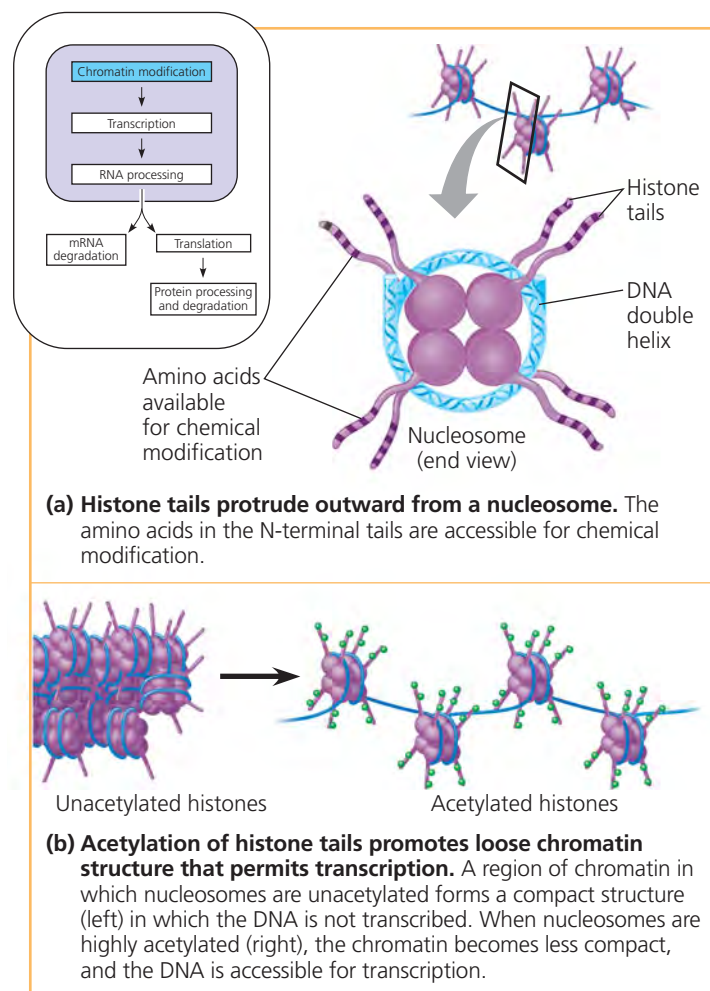 Chromatin modification
Transcription
RNA processing
mRNA
degradation
Translation
Protein processing
and degradation
Histone
tails
DNA
double
helix
Amino acids
available
for chemical
modification
Nucleosome
(end view)
(a) Histone tails protrude outward from a nucleosome. The
amino acids in the N-terminal tails are accessible for chemical
modification.
Unacetylated histones
Acetylated histones
(b) Acetylation of histone tails promotes loose chromatin
structure that permits transcription. A region of chromatin in
which nucleosomes are unacetylated forms a compact structure
(left) in which the DNA is not transcribed. When nucleosomes are
highly acetylated (right), the chromatin becomes less compact,
and the DNA is accessible for transcription.